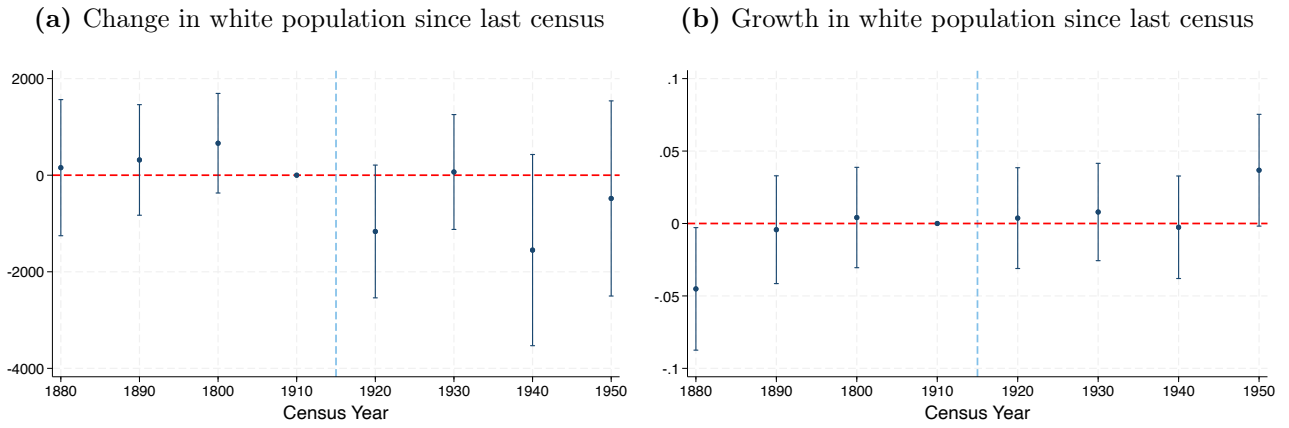 (a) Change in white population since last census
2000
0
-2000
-4000
1880 1890 1800 1910 1920 1930 1940 1950
Census Year
(b) Growth in white population since last census
.1
.05
0
-.05
-.1
1880 1890 1800 1910 1920 1930 1940 1950
Census Year